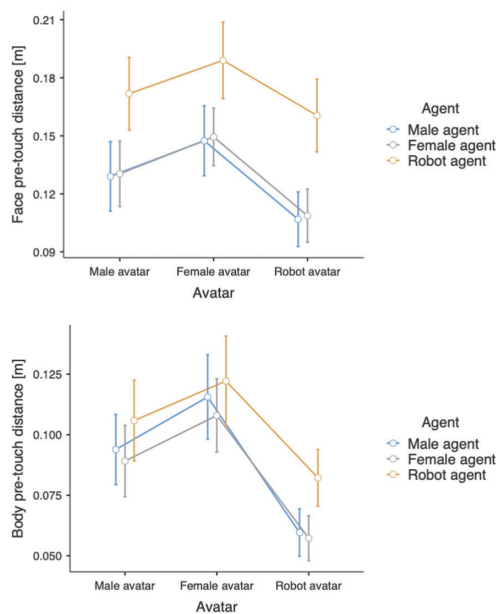 Face pre-touch distance [m]
0.21
0.18
0.15
0.12
0.09
Male avatar
Female avatar
Robot avatar
Avatar
Agent
Male agent
Female agent
Robot agent
Body pre-touch distance [m]
0.125
0.100
0.075
0.050
Male avatar
Female avatar
Robot avatar
Avatar
Agent
Male agent
Female agent
Robot agent